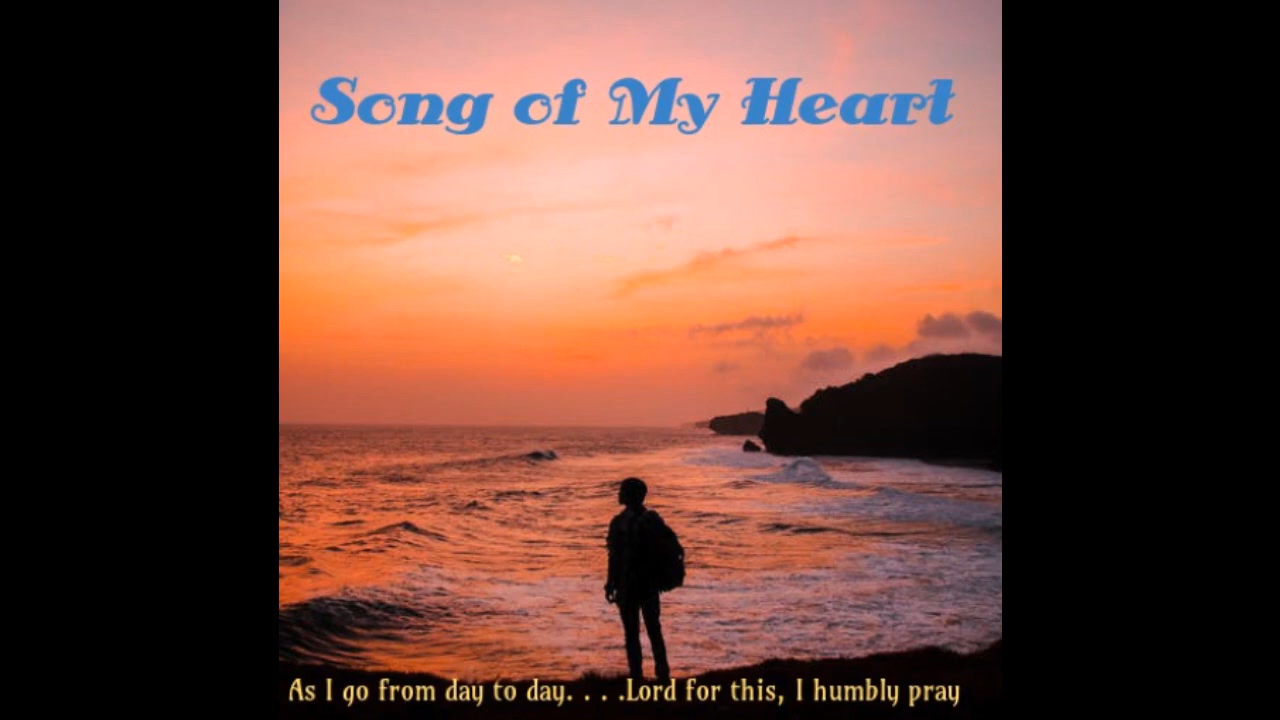 Song of My Heart
As I go from day to day. . . .Lord for this, I humbly pray